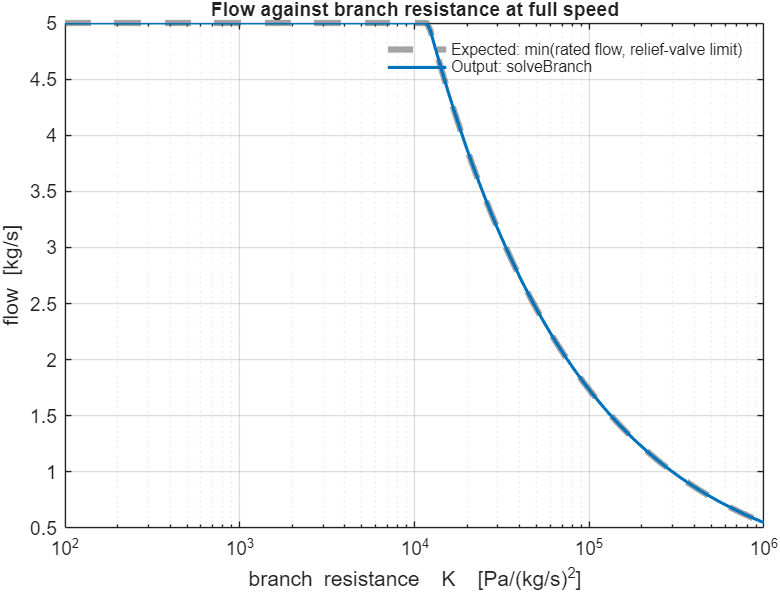 Flow against branch resistance at full speed
Expected: min(rated flow, relief-valve limit)
Output: solveBranch
flow [kg/s]
5
4.5
4
3.5
3
2.5
2
1.5
1
0.5
10² 10³ 10⁴ 10⁵ 10⁶
branch resistance K [Pa/(kg/s)²]